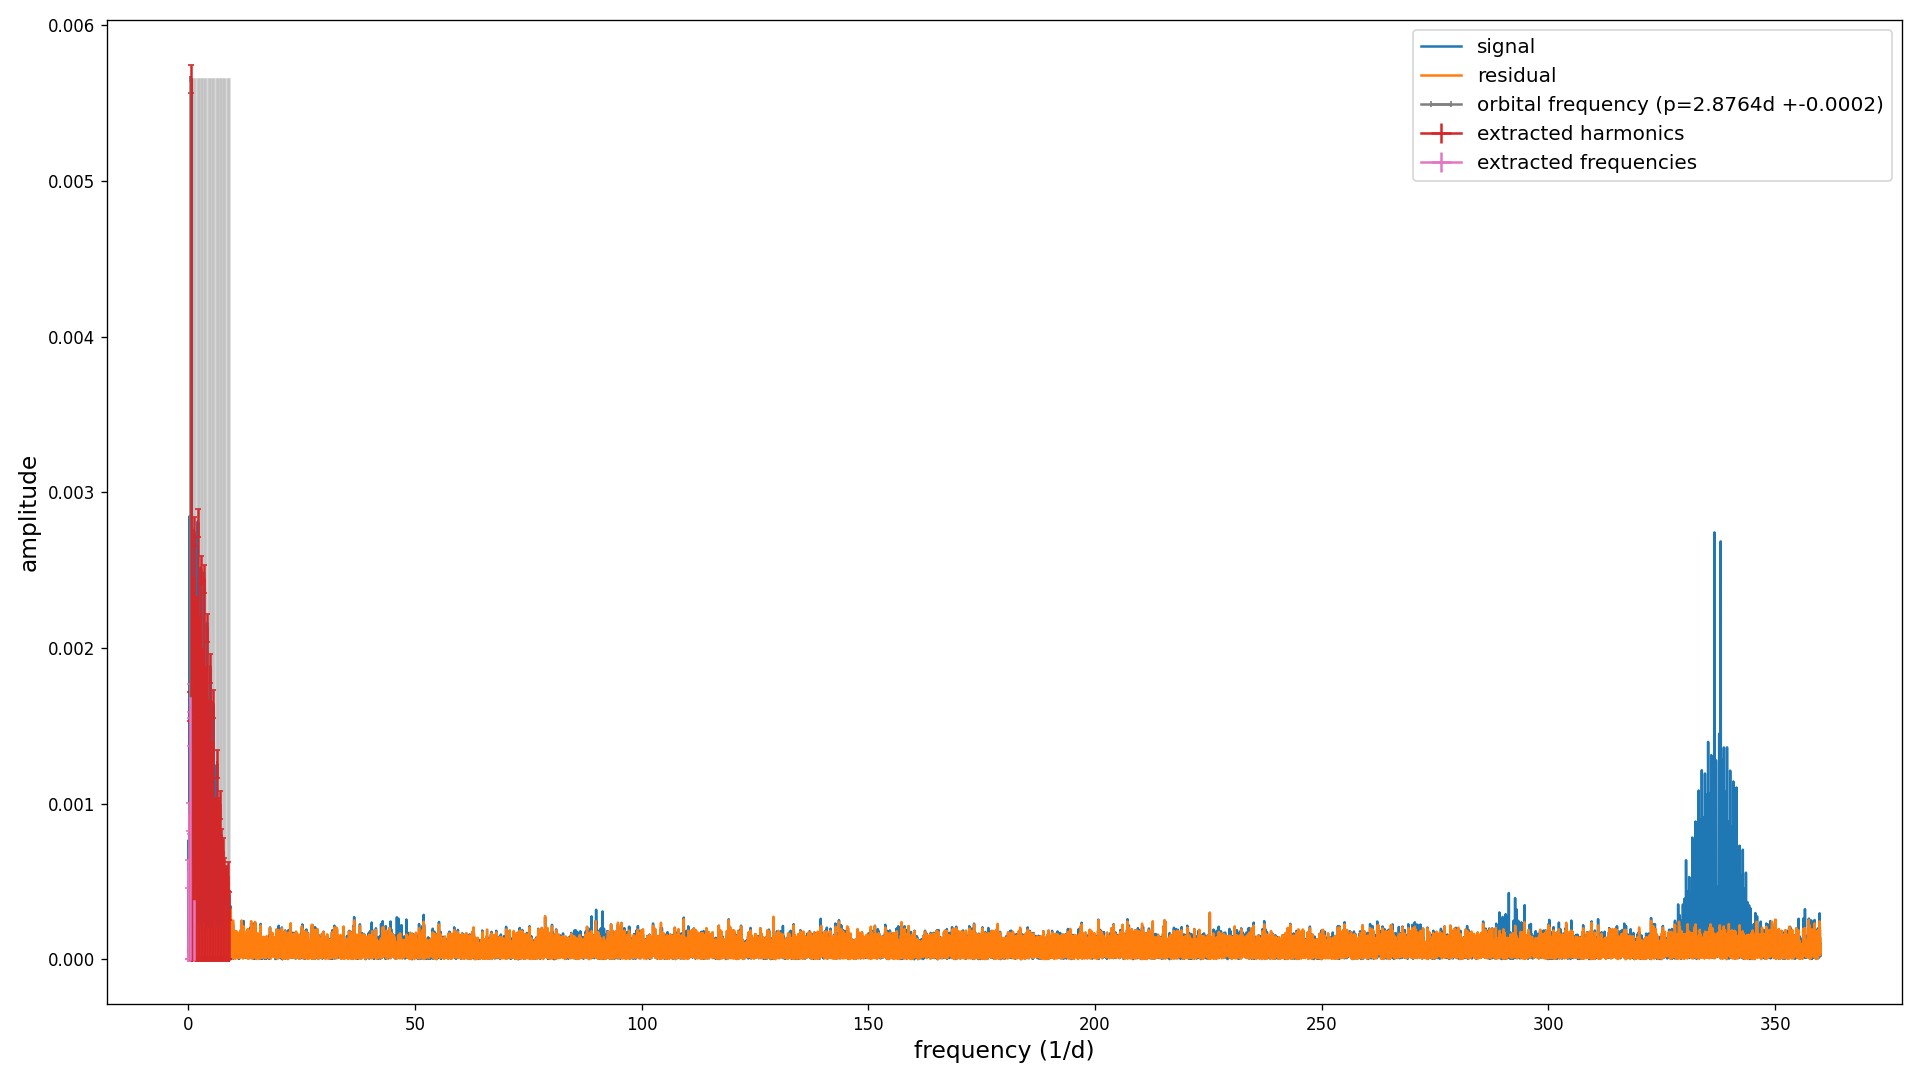 signal
residual
orbital frequency (p=2.8764d +-0.0002)
extracted harmonics
extracted frequencies
0.006
0.005
0.004
0.003
0.002
0.001
0.000
amplitude
0 50 100 150 200 250 300 350
frequency (1/d)